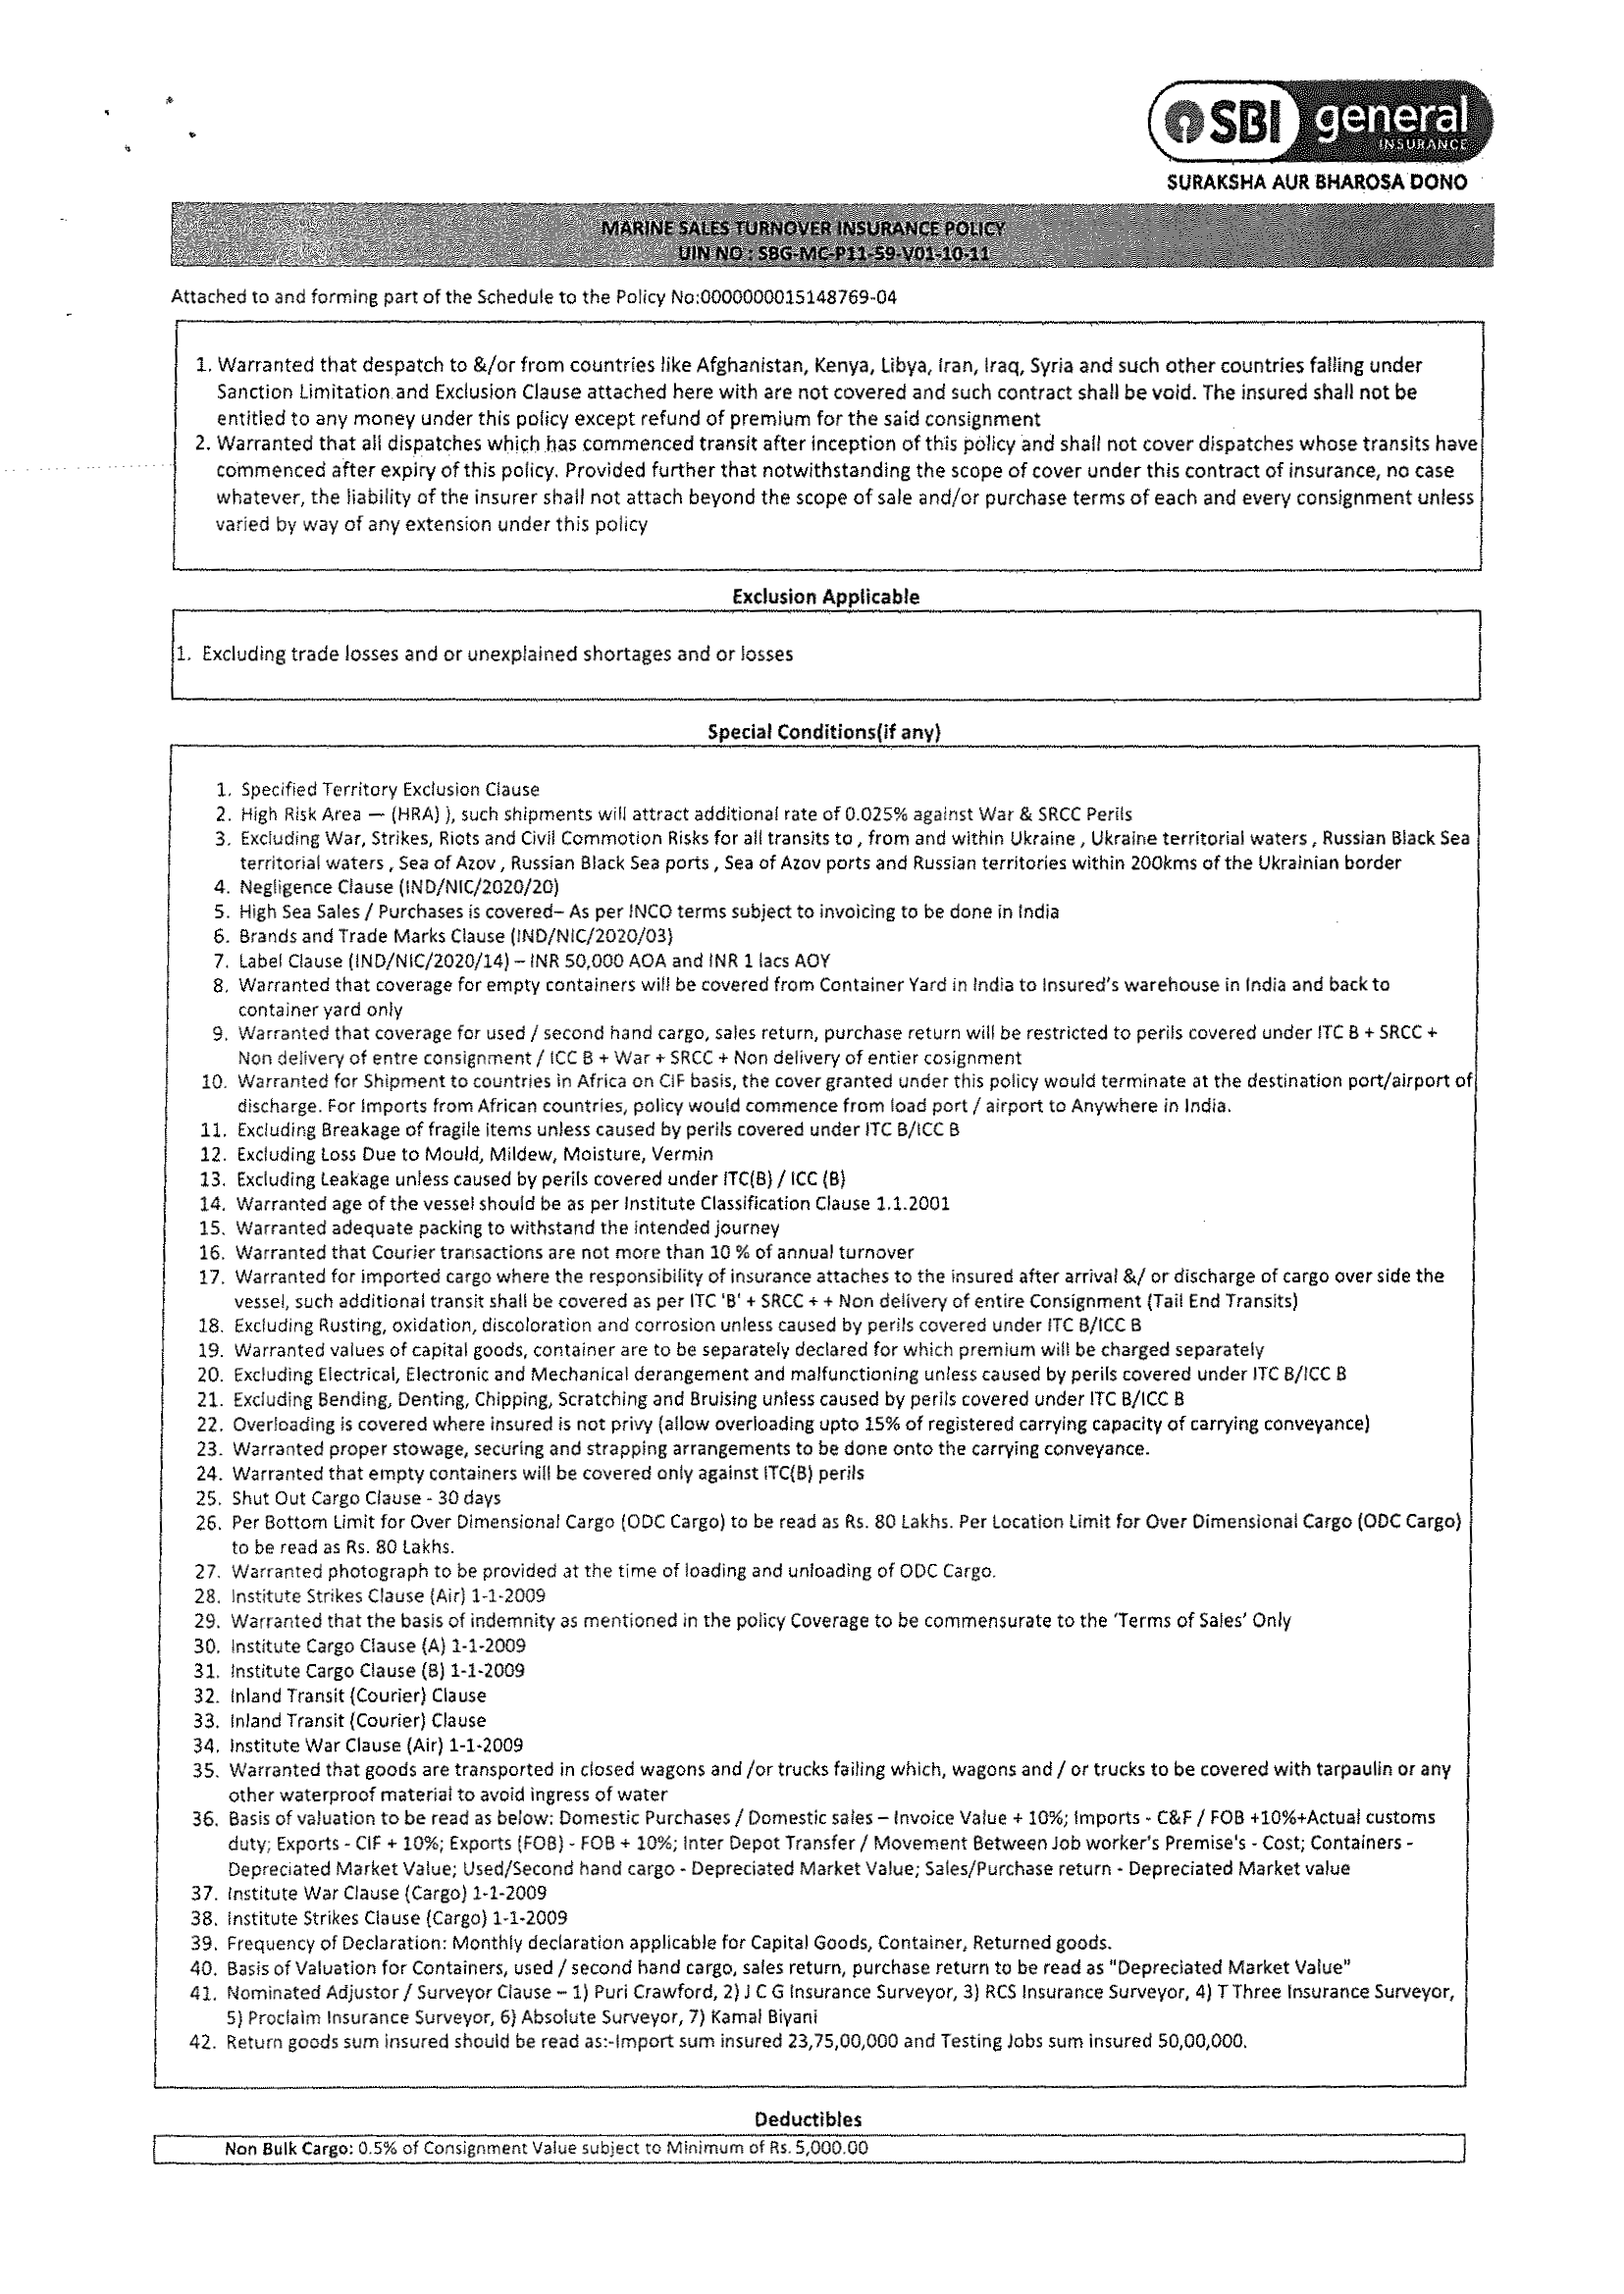 SBI general
INSURANCE
SURAKSHA AUR BHAROSA DONO
MARINE SALES TURNOVER INSURANCE POLICY
UIN NO : SBG-MC-P11-59-V01-10-11
Attached to and forming part of the Schedule to the Policy No:0000000015148769-04
1. Warranted that despatch to &/or from countries like Afghanistan, Kenya, Libya, Iran, Iraq, Syria and such other countries falling under
Sanction Limitation and Exclusion Clause attached here with are not covered and such contract shall be void. The insured shall not be
entitled to any money under this policy except refund of premium for the said consignment
2. Warranted that all dispatches which has commenced transit after inception of this policy and shall not cover dispatches whose transits have
commenced after expiry of this policy. Provided further that notwithstanding the scope of cover under this contract of insurance, no case
whatever, the liability of the insurer shall not attach beyond the scope of sale and/or purchase terms of each and every consignment unless
varied by way of any extension under this policy
Exclusion Applicable
1. Excluding trade losses and or unexplained shortages and or losses
Special Conditions(if any)
1. Specified Territory Exclusion Clause
2. High Risk Area — (HRA) ), such shipments will attract additional rate of 0.025% against War & SRCC Perils
3. Excluding War, Strikes, Riots and Civil Commotion Risks for all transits to , from and within Ukraine , Ukraine territorial waters , Russian Black Sea
territorial waters , Sea of Azov , Russian Black Sea ports , Sea of Azov ports and Russian territories within 200kms of the Ukrainian border
4. Negligence Clause (IND/NIC/2020/20)
5. High Sea Sales / Purchases is covered– As per INCO terms subject to invoicing to be done in India
6. Brands and Trade Marks Clause (IND/NIC/2020/03)
7. Label Clause (IND/NIC/2020/14) – INR 50,000 AOA and INR 1 lacs AOY
8. Warranted that coverage for empty containers will be covered from Container Yard in India to Insured's warehouse in India and back to
container yard only
9. Warranted that coverage for used / second hand cargo, sales return, purchase return will be restricted to perils covered under ITC B + SRCC +
Non delivery of entre consignment / ICC B + War + SRCC + Non delivery of entier cosignment
10. Warranted for Shipment to countries in Africa on CIF basis, the cover granted under this policy would terminate at the destination port/airport of
discharge. For Imports from African countries, policy would commence from load port / airport to Anywhere in India.
11. Excluding Breakage of fragile items unless caused by perils covered under ITC B/ICC B
12. Excluding Loss Due to Mould, Mildew, Moisture, Vermin
13. Excluding Leakage unless caused by perils covered under ITC(B) / ICC (B)
14. Warranted age of the vessel should be as per Institute Classification Clause 1.1.2001
15. Warranted adequate packing to withstand the intended journey
16. Warranted that Courier transactions are not more than 10 % of annual turnover
17. Warranted for imported cargo where the responsibility of insurance attaches to the insured after arrival &/ or discharge of cargo over side the
vessel, such additional transit shall be covered as per ITC 'B' + SRCC + + Non delivery of entire Consignment (Tail End Transits)
18. Excluding Rusting, oxidation, discoloration and corrosion unless caused by perils covered under ITC B/ICC B
19. Warranted values of capital goods, container are to be separately declared for which premium will be charged separately
20. Excluding Electrical, Electronic and Mechanical derangement and malfunctioning unless caused by perils covered under ITC B/ICC B
21. Excluding Bending, Denting, Chipping, Scratching and Bruising unless caused by perils covered under ITC B/ICC B
22. Overloading is covered where insured is not privy (allow overloading upto 15% of registered carrying capacity of carrying conveyance)
23. Warranted proper stowage, securing and strapping arrangements to be done onto the carrying conveyance.
24. Warranted that empty containers will be covered only against ITC(B) perils
25. Shut Out Cargo Clause - 30 days
26. Per Bottom Limit for Over Dimensional Cargo (ODC Cargo) to be read as Rs. 80 Lakhs. Per Location Limit for Over Dimensional Cargo (ODC Cargo)
to be read as Rs. 80 Lakhs.
27. Warranted photograph to be provided at the time of loading and unloading of ODC Cargo.
28. Institute Strikes Clause (Air) 1-1-2009
29. Warranted that the basis of indemnity as mentioned in the policy Coverage to be commensurate to the 'Terms of Sales' Only
30. Institute Cargo Clause (A) 1-1-2009
31. Institute Cargo Clause (B) 1-1-2009
32. Inland Transit (Courier) Clause
33. Inland Transit (Courier) Clause
34. Institute War Clause (Air) 1-1-2009
35. Warranted that goods are transported in closed wagons and /or trucks failing which, wagons and / or trucks to be covered with tarpaulin or any
other waterproof material to avoid ingress of water
36. Basis of valuation to be read as below: Domestic Purchases / Domestic sales – Invoice Value + 10%; Imports - C&F / FOB +10%+Actual customs
duty; Exports - CIF + 10%; Exports (FOB) - FOB + 10%; Inter Depot Transfer / Movement Between Job worker's Premise's - Cost; Containers -
Depreciated Market Value; Used/Second hand cargo - Depreciated Market Value; Sales/Purchase return - Depreciated Market value
37. Institute War Clause (Cargo) 1-1-2009
38. Institute Strikes Clause (Cargo) 1-1-2009
39. Frequency of Declaration: Monthly declaration applicable for Capital Goods, Container, Returned goods.
40. Basis of Valuation for Containers, used / second hand cargo, sales return, purchase return to be read as "Depreciated Market Value"
41. Nominated Adjustor / Surveyor Clause – 1) Puri Crawford, 2) J C G Insurance Surveyor, 3) RCS Insurance Surveyor, 4) T Three Insurance Surveyor,
5) Proclaim Insurance Surveyor, 6) Absolute Surveyor, 7) Kamal Biyani
42. Return goods sum insured should be read as:-Import sum insured 23,75,00,000 and Testing Jobs sum insured 50,00,000.
Deductibles
Non Bulk Cargo: 0.5% of Consignment Value subject to Minimum of Rs. 5,000.00